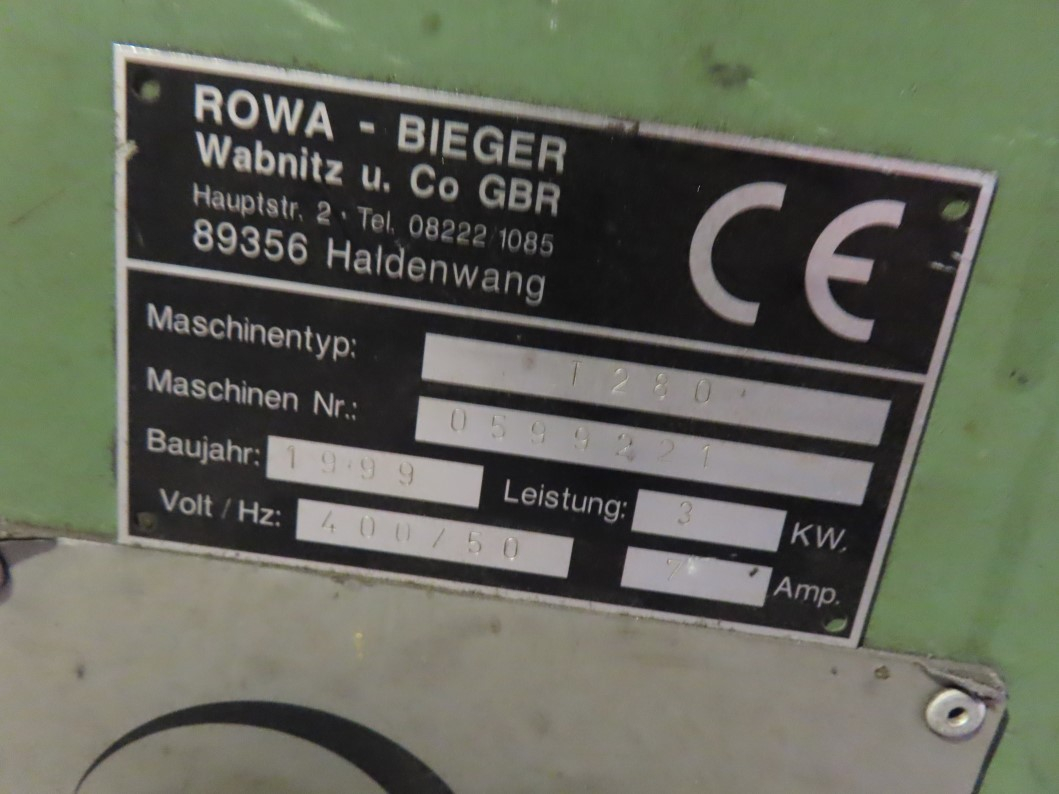 ROWA - BIEGER
Wabnitz u. Co GBR
Hauptstr. 2 · Tel. 08222/1085
89356 Haldenwang
CE
Maschinentyp: T 280
Maschinen Nr.: 0599221
Baujahr: 1999 Leistung: 3 KW.
Volt / Hz: 400/50 7 Amp.